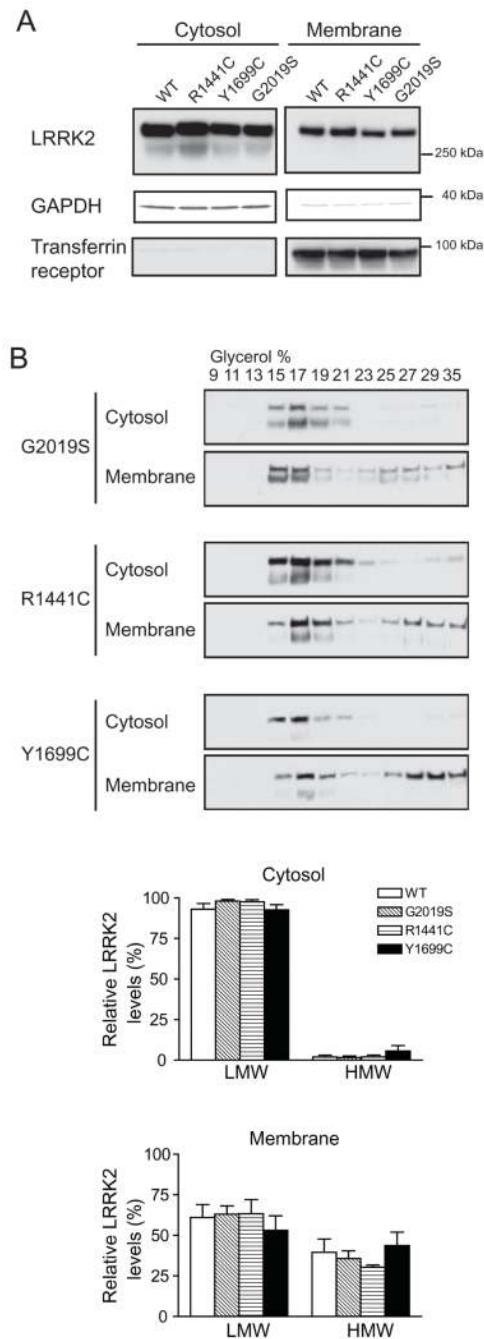 A
Cytosol Membrane
WT R1441C Y1699C G2019S WT R1441C Y1699C G2019S
LRRK2
250 kDa
GAPDH
40 kDa
Transferrin
receptor
100 kDa
B
Glycerol %
9 11 13 15 17 19 21 23 25 27 29 35
G2019S
Cytosol
Membrane
R1441C
Cytosol
Membrane
Y1699C
Cytosol
Membrane
Cytosol
Relative LRRK2
levels (%)
100
75
50
25
0
WT
G2019S
R1441C
Y1699C
LMW HMW
Membrane
Relative LRRK2
levels (%)
100
75
50
25
0
LMW HMW